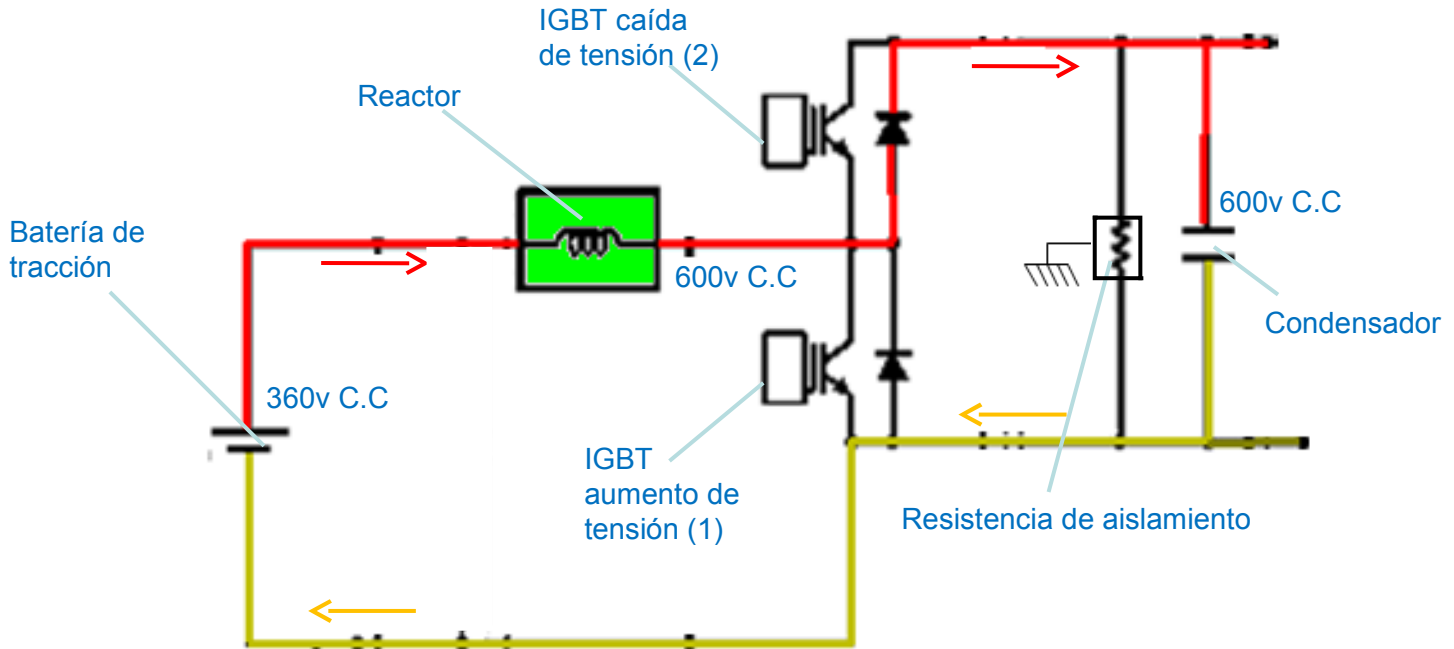 IGBT caída
de tensión (2)
Reactor
Batería de
tracción
600v C.C
600v C.C
Condensador
360v C.C
IGBT
aumento de
tensión (1)
Resistencia de aislamiento